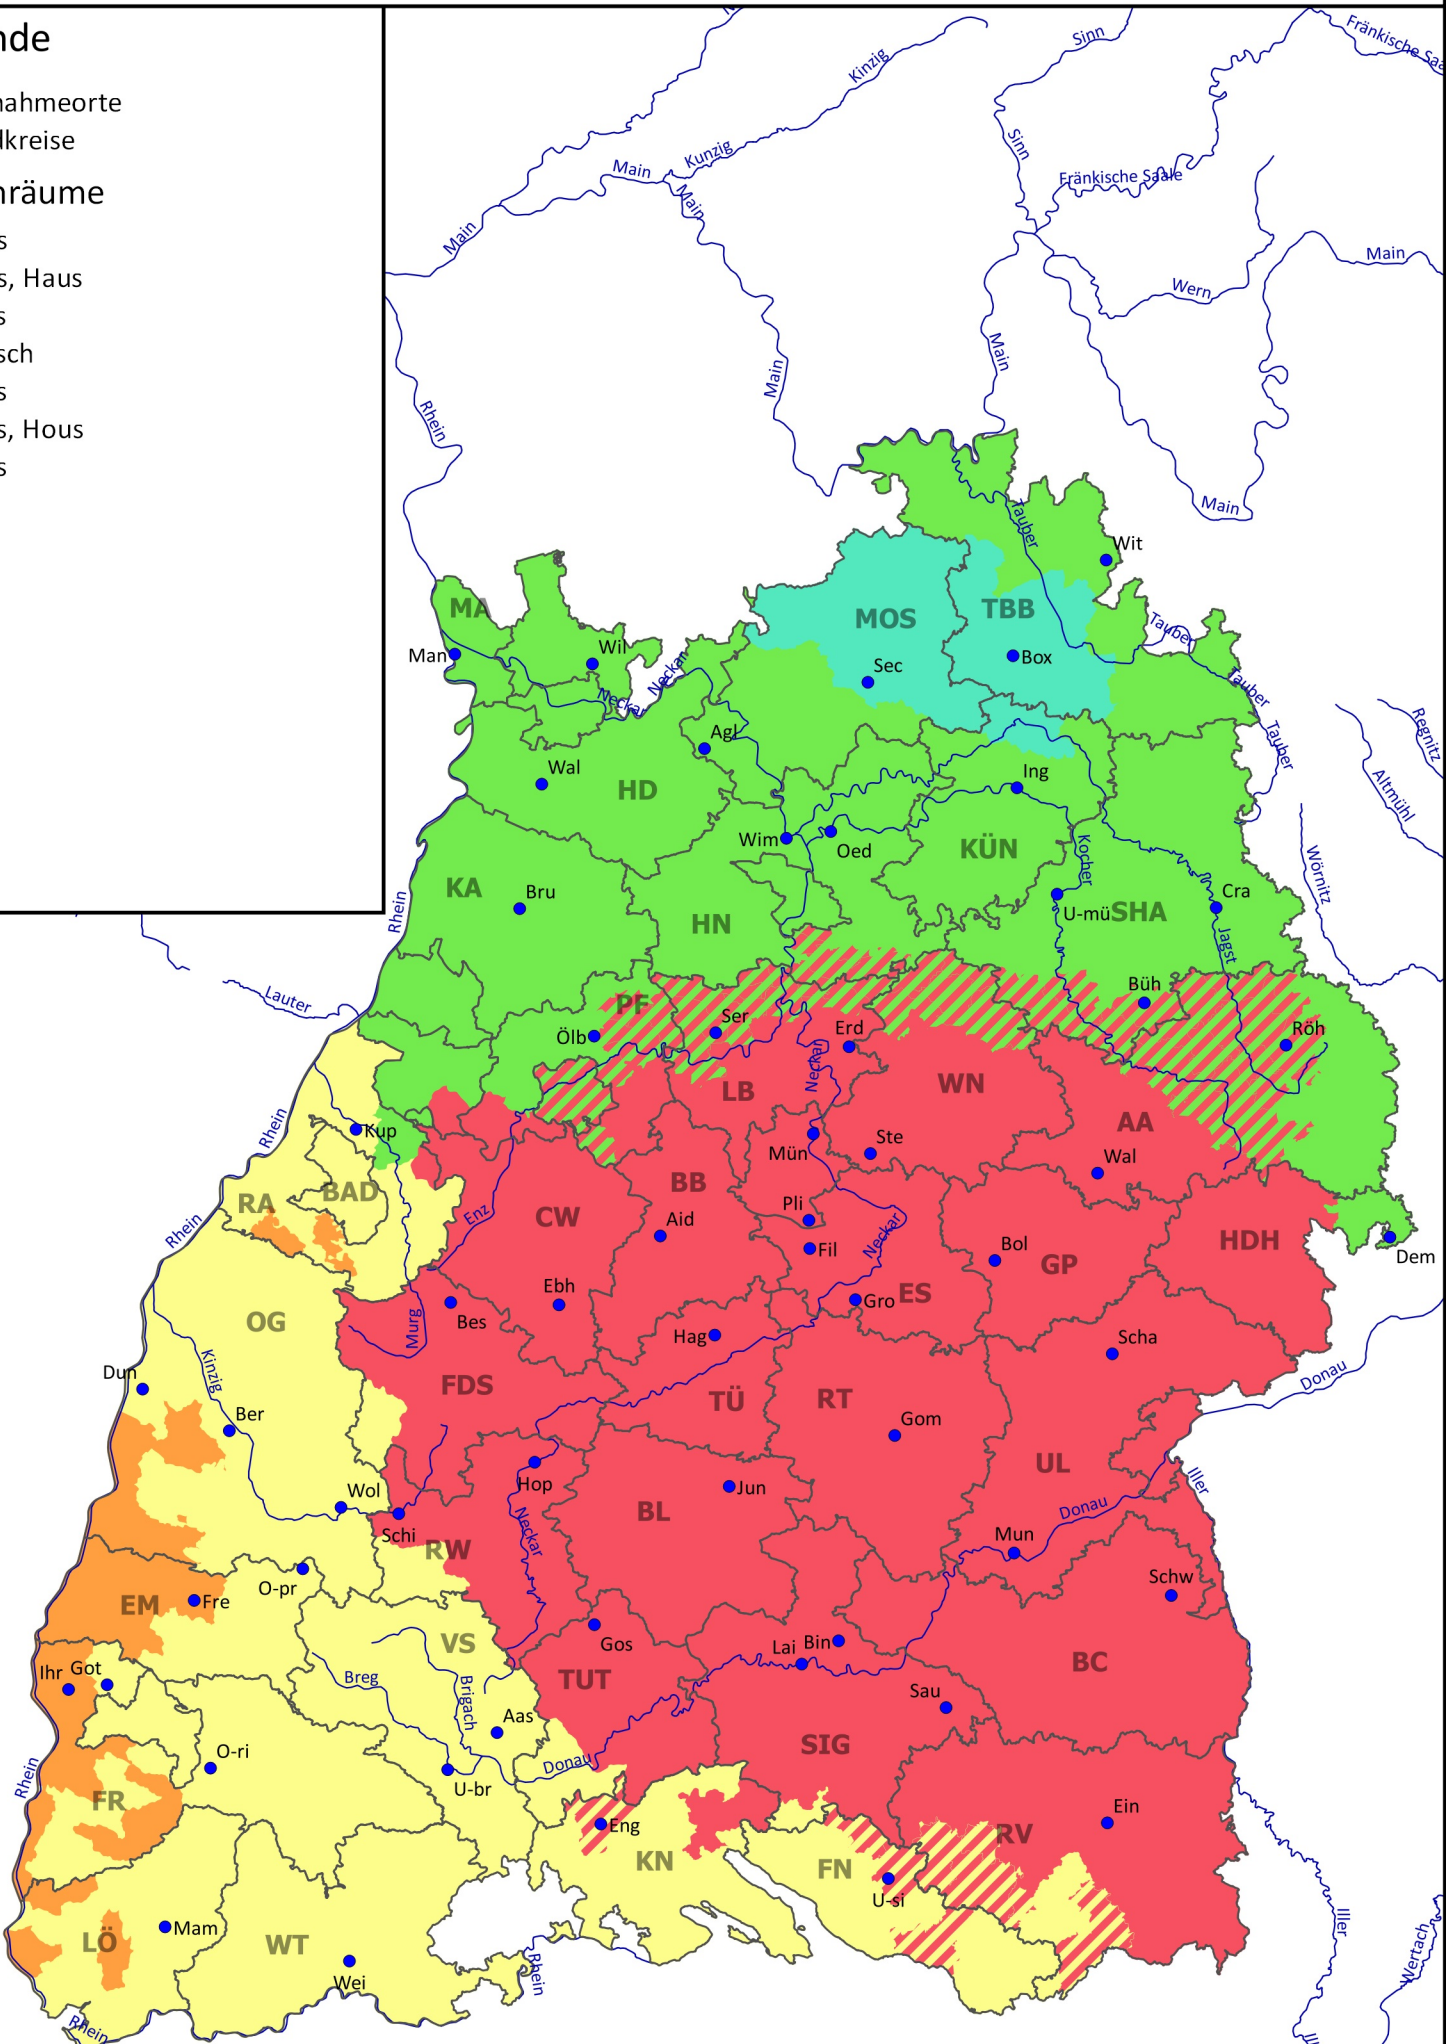 nde
nahmeorte
dkreise
nräume
s
s, Haus
s
sch
s
s, Hous
s
Kinzig
Sinn
Fränkische Saa
Sinn
Kunzig
Main
Main
Fränkische Saale
Main
Main
Wern
Main
Main
Rhein
Main
Tauber
Wit
MA
MOS
TBB
Tauber
Man
Wil
Neckar
Sec
Box
Neckar
Tauber
Regnitz
Agl
Tauber
Wal
HD
Ing
Altmühl
Wim
Oed
KÜN
Kocher
Wörnitz
KA
Bru
Rhein
HN
U-mü
SHA
Cra
Jagst
Lauter
PF
Büh
Ölb
Ser
Erd
Röh
Neckar
LB
WN
Rhein
Kup
AA
Mün
Ste
Wal
RA
BAD
BB
Rhein
Enz
CW
Aid
Pli
Fil
Neckar
Bol
GP
HDH
Dem
OG
Murg
Bes
Ebh
Gro
ES
Hag
Scha
Dun
Kinzig
FDS
TÜ
RT
Donau
Ber
Gom
UL
Iller
Wol
Hop
Jun
Schi
BL
Donau
Neckar
RW
Mun
O-pr
Schw
EM
Fre
VS
Gos
Lai
Bin
BC
Ihr
Got
Breg
TUT
Brigach
Sau
Aas
SIG
O-ri
Donau
Rhein
U-br
FR
Eng
Ein
RV
KN
FN
U-si
Mam
LÖ
WT
Iller
Wei
Rhein
Wertach
Rhein